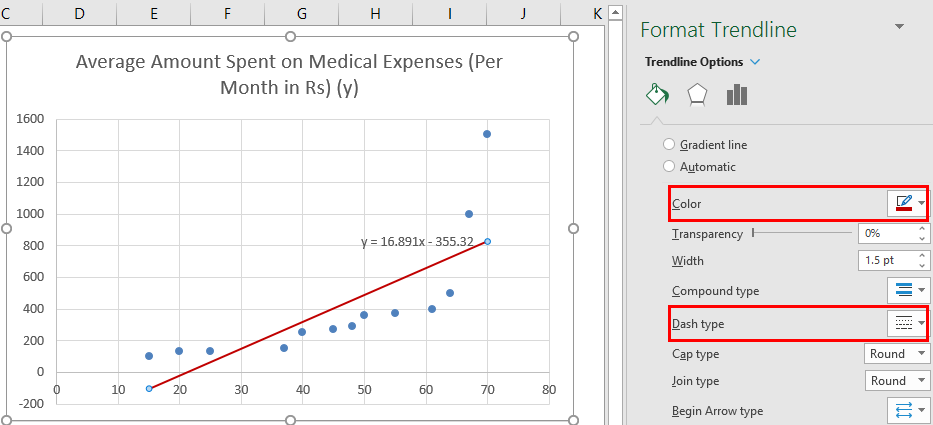 C D E F G H I J K
Average Amount Spent on Medical Expenses (Per
Month in Rs) (y)
1600
1400
1200
1000
800
600
400
200
0
-200
y = 16.891x - 355.32
0 10 20 30 40 50 60 70 80
Format Trendline
Trendline Options
Gradient line
Automatic
Color
Transparency 0%
Width 1.5 pt
Compound type
Dash type
Cap type Round
Join type Round
Begin Arrow type